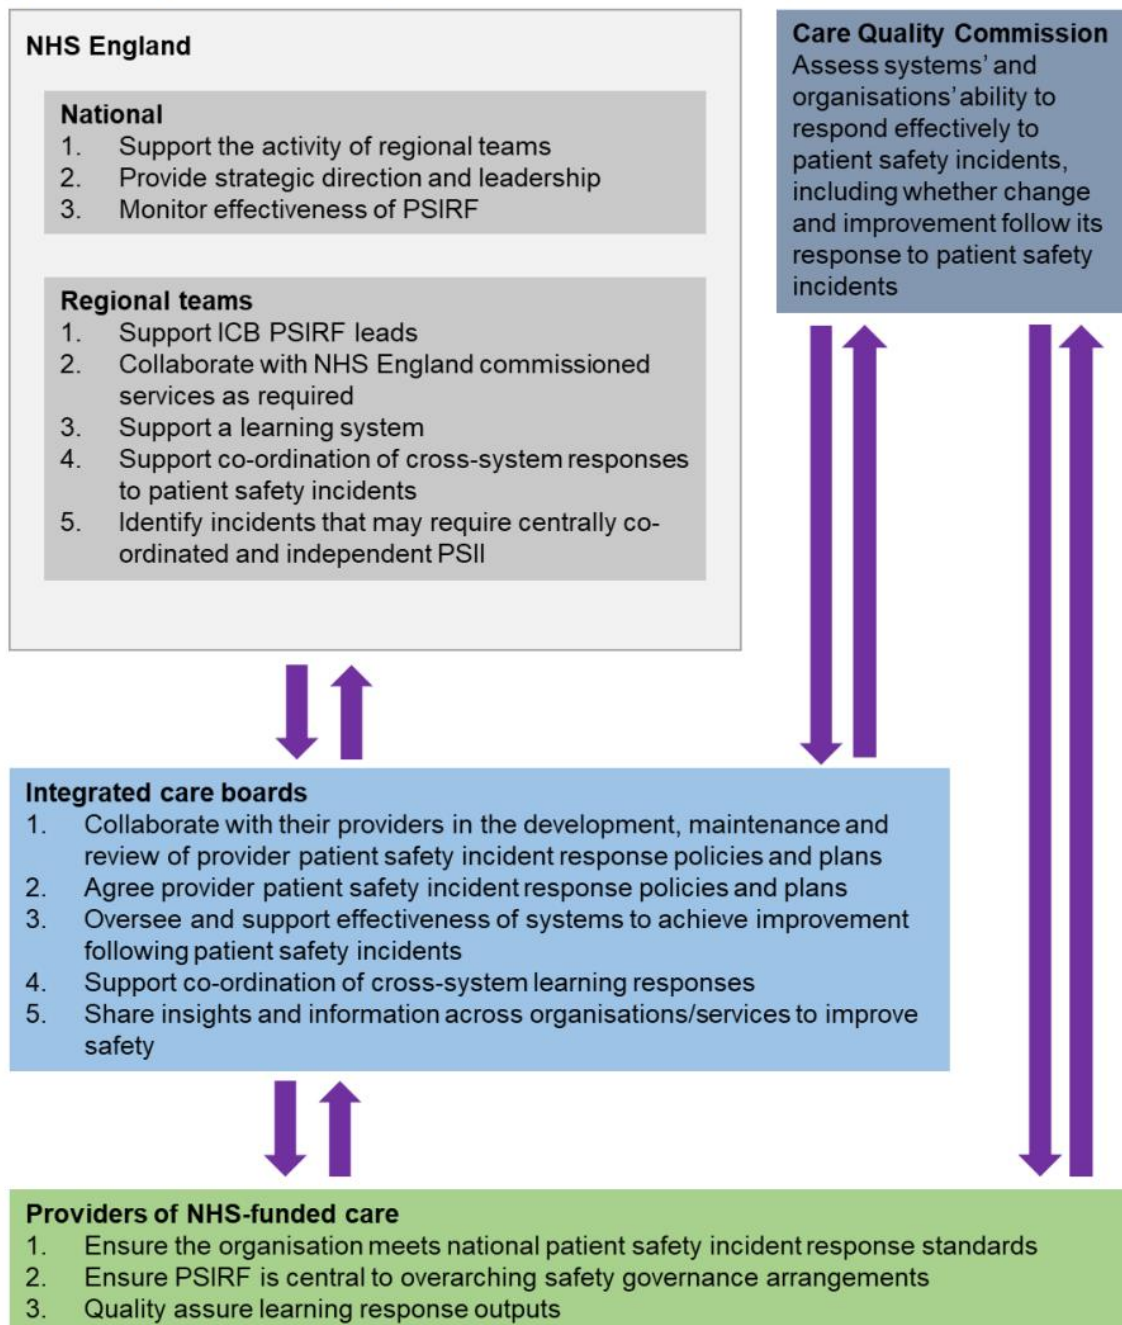 NHS England
National
1. Support the activity of regional teams
2. Provide strategic direction and leadership
3. Monitor effectiveness of PSIRF
Regional teams
1. Support ICB PSIRF leads
2. Collaborate with NHS England commissioned
services as required
3. Support a learning system
4. Support co-ordination of cross-system responses
to patient safety incidents
5. Identify incidents that may require centrally co-
ordinated and independent PSII
Care Quality Commission
Assess systems’ and
organisations’ ability to
respond effectively to
patient safety incidents,
including whether change
and improvement follow its
response to patient safety
incidents
Integrated care boards
1. Collaborate with their providers in the development, maintenance and
review of provider patient safety incident response policies and plans
2. Agree provider patient safety incident response policies and plans
3. Oversee and support effectiveness of systems to achieve improvement
following patient safety incidents
4. Support co-ordination of cross-system learning responses
5. Share insights and information across organisations/services to improve
safety
Providers of NHS-funded care
1. Ensure the organisation meets national patient safety incident response standards
2. Ensure PSIRF is central to overarching safety governance arrangements
3. Quality assure learning response outputs